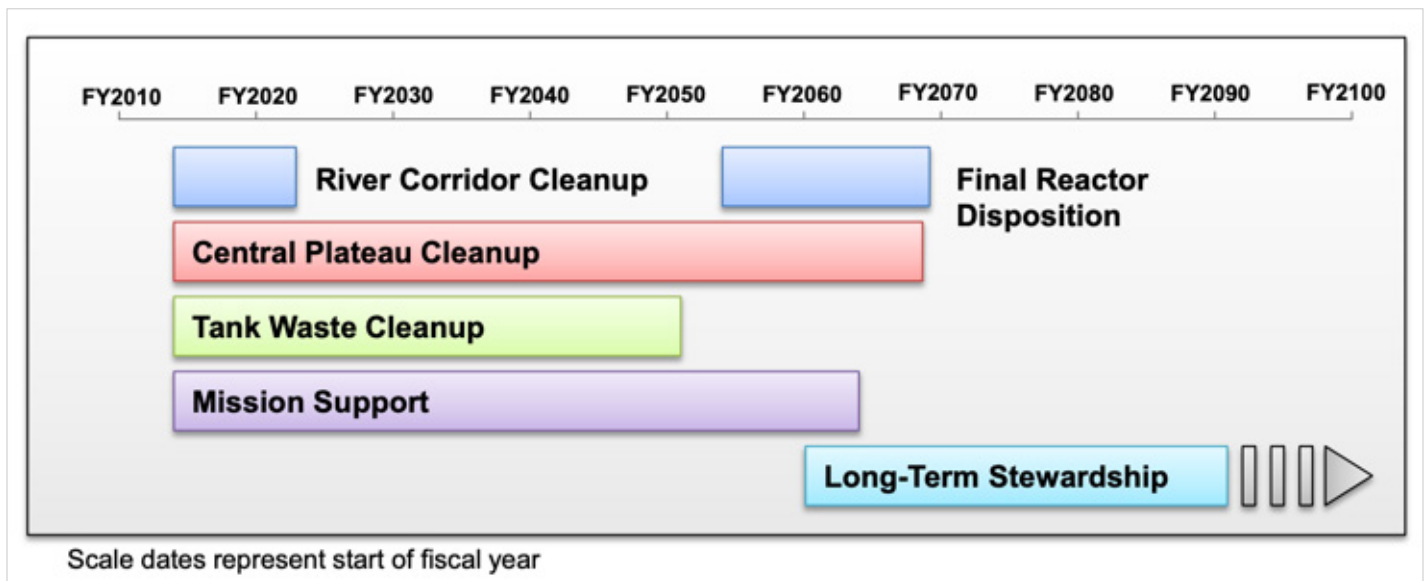 FY2010 FY2020 FY2030 FY2040 FY2050 FY2060 FY2070 FY2080 FY2090 FY2100
River Corridor Cleanup
Final Reactor
Disposition
Central Plateau Cleanup
Tank Waste Cleanup
Mission Support
Long-Term Stewardship
Scale dates represent start of fiscal year